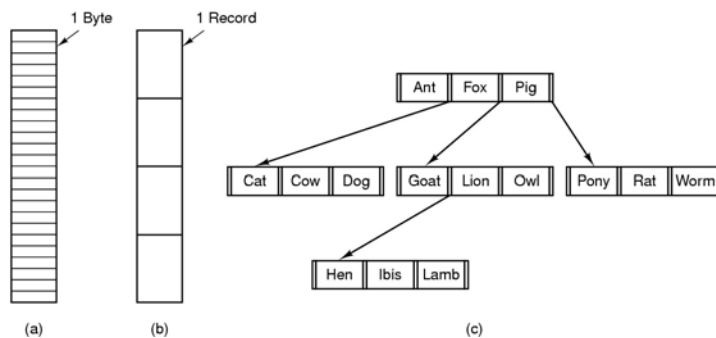 1 Byte
1 Record
Ant Fox Pig
Cat Cow Dog
Goat Lion Owl
Pony Rat Worm
Hen Ibis Lamb
(a)
(b)
(c)